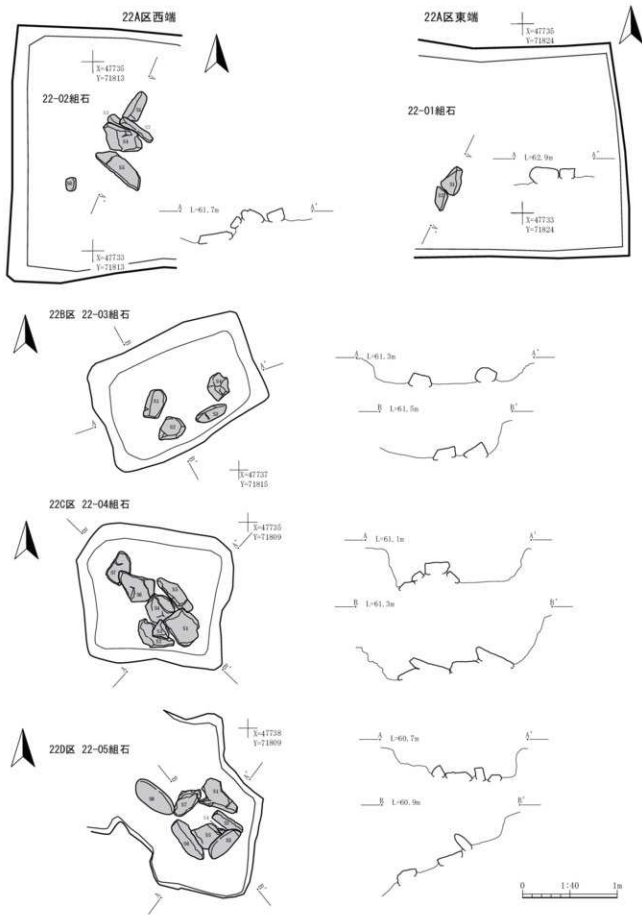 22A区西端
X=47735
Y=71813
22-02組石
A
A'
A L=61.7m A'
X=47733
Y=71813
22A区東端
X=47735
Y=71824
22-01組石
A'
A
A L=62.9m A'
X=47733
Y=71824
22B区 22-03組石
B
A'
A
B'
X=47737
Y=71815
A L=61.3m A'
B L=61.5m B'
22C区 22-04組石
X=47735
Y=71809
B
A'
A
B'
A L=61.1m A'
B L=61.3m B'
22D区 22-05組石
X=47738
Y=71809
B
A'
A
B'
A L=60.7m A'
B L=60.9m B'
0 1:40 1m